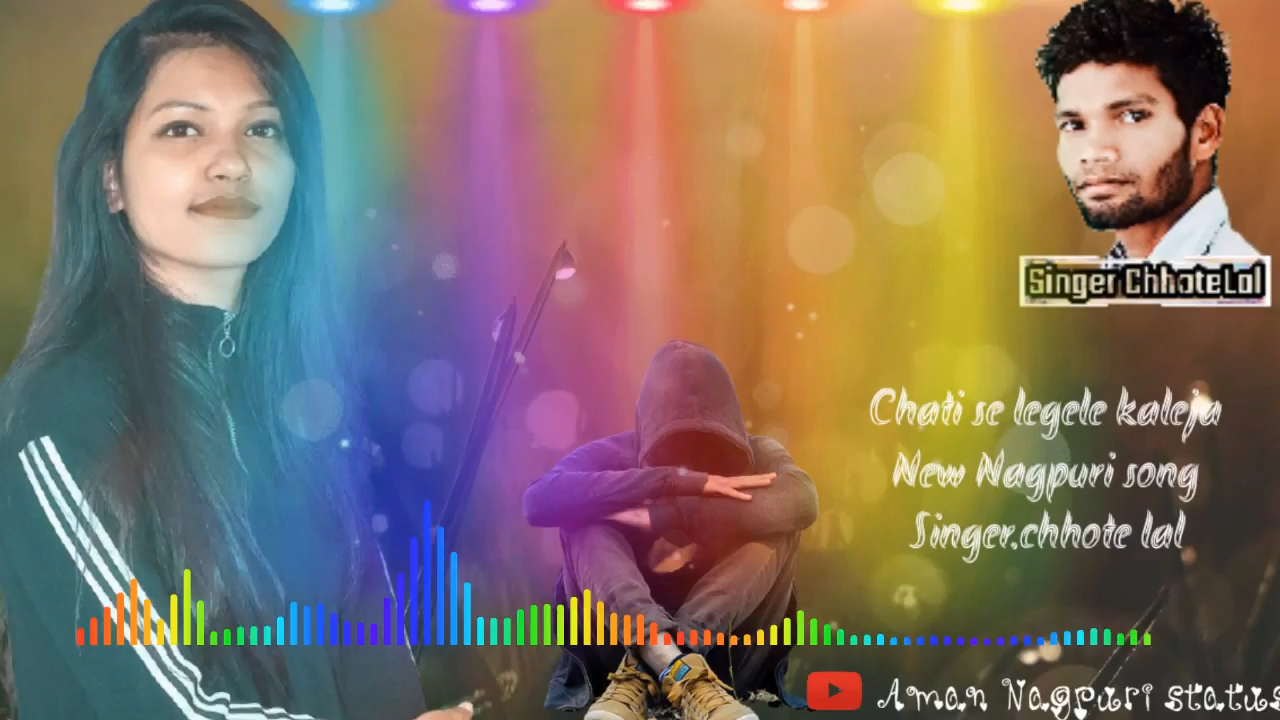 Singer ChhoteLal
Chati se legele kaleja
New Nagpuri song
Singer.chhote lal
Aman Nagpuri status